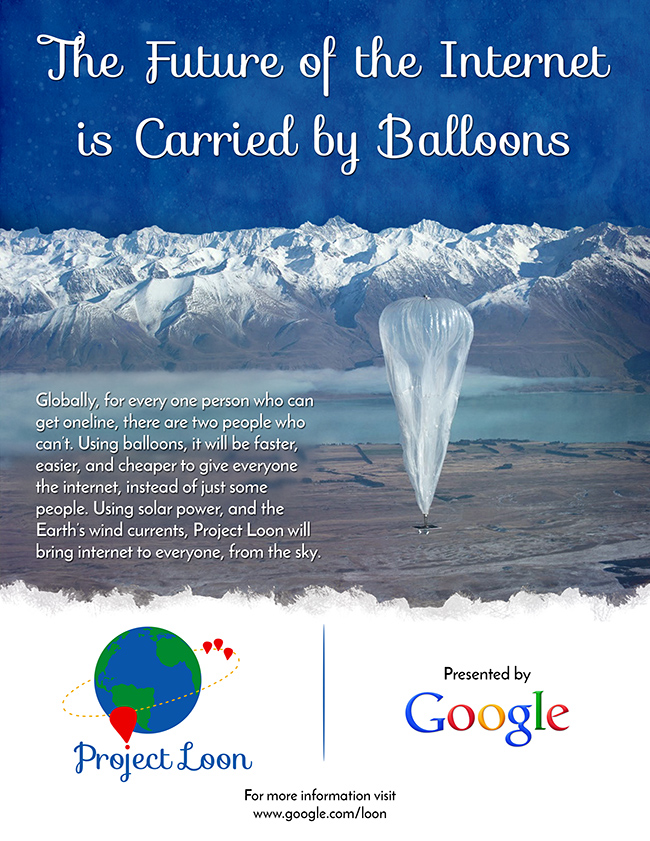 The Future of the Internet
is Carried by Balloons
Globally, for every one person who can
get oneline, there are two people who
can't. Using balloons, it will be faster,
easier, and cheaper to give everyone
the internet, instead of just some
people. Using solar power, and the
Earth's wind currents, Project Loon will
bring internet to everyone, from the sky.
Project Loon
Presented by
Google
For more information visit
www.google.com/loon